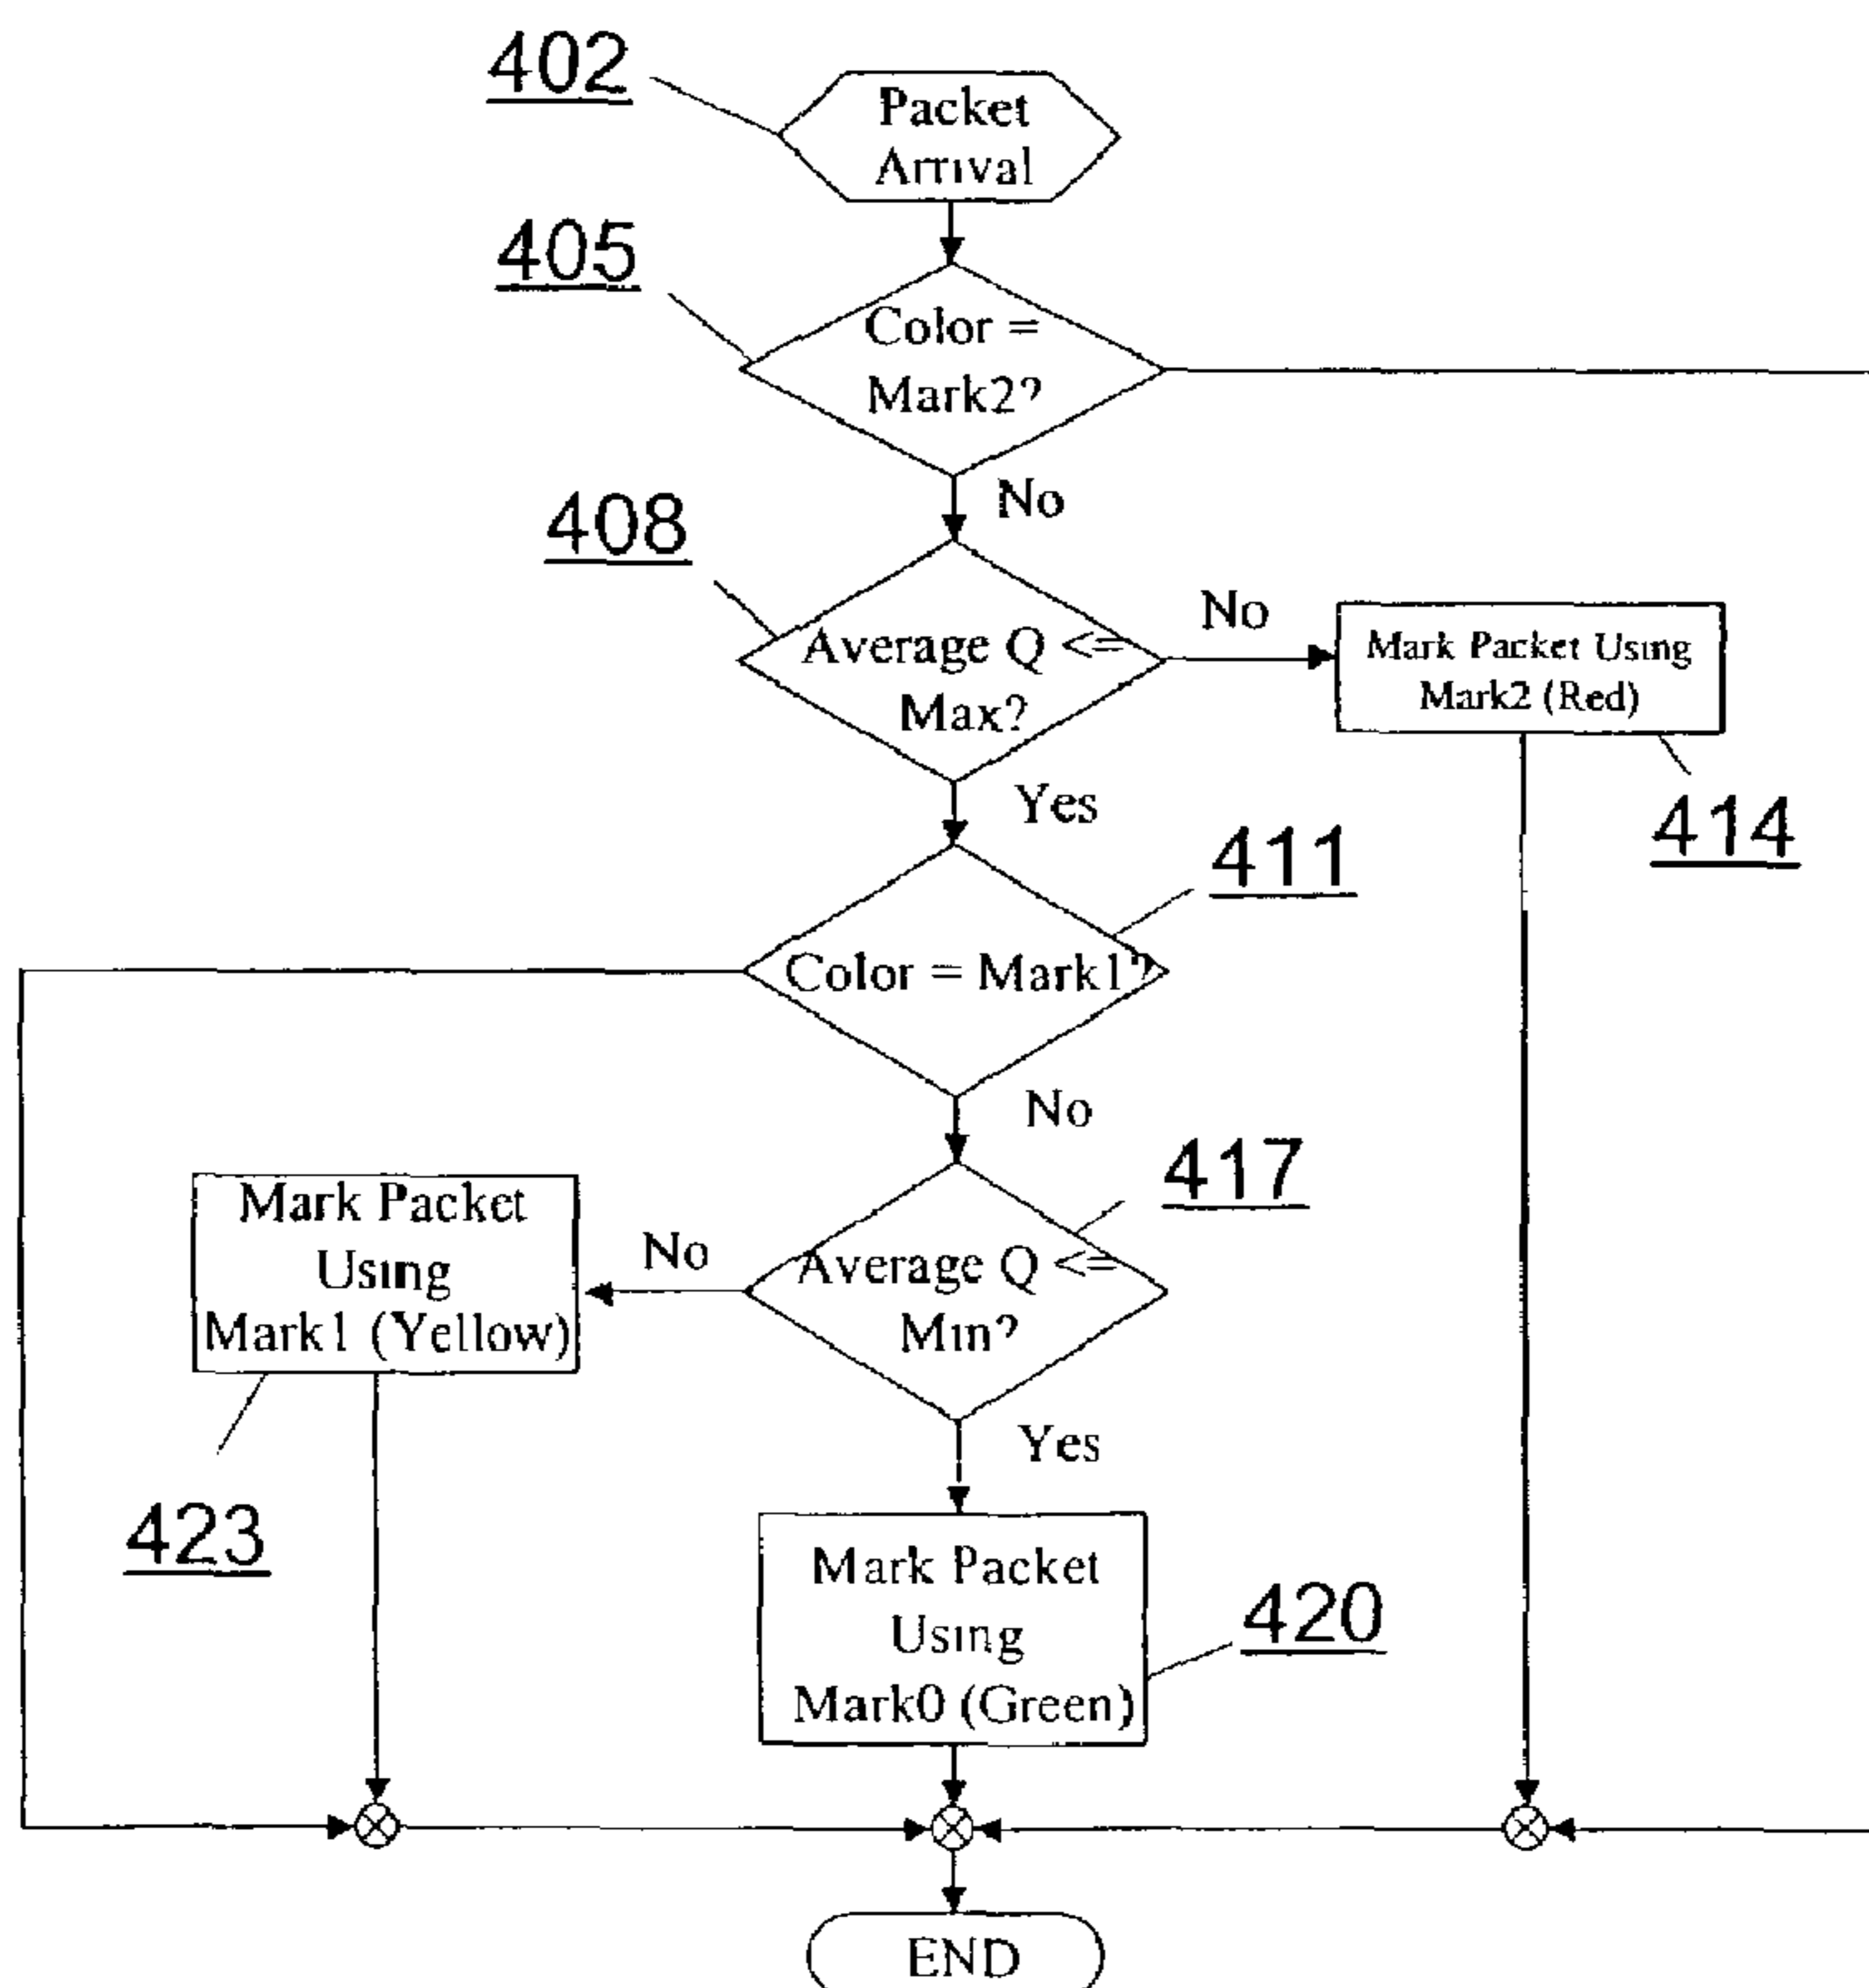 402
Packet
Arrival
405
Color =
Mark2?
No
408
Average Q <=
Max?
No
Mark Packet Using
Mark2 (Red)
414
Yes
411
Color = Mark1?
No
417
Average Q <=
Min?
No
Mark Packet
Using
Mark1 (Yellow)
423
Yes
Mark Packet
Using
Mark0 (Green)
420
END